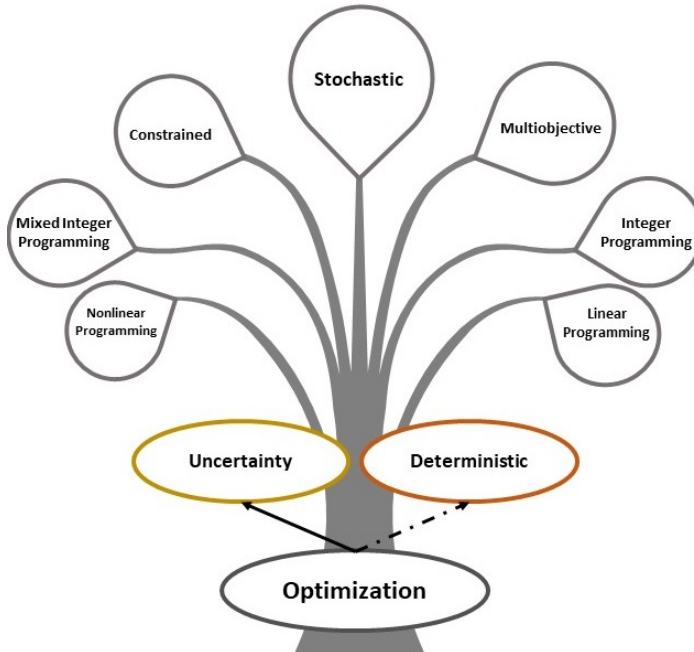 Stochastic
Constrained
Multiobjective
Mixed Integer
Programming
Integer
Programming
Nonlinear
Programming
Linear
Programming
Uncertainty
Deterministic
Optimization